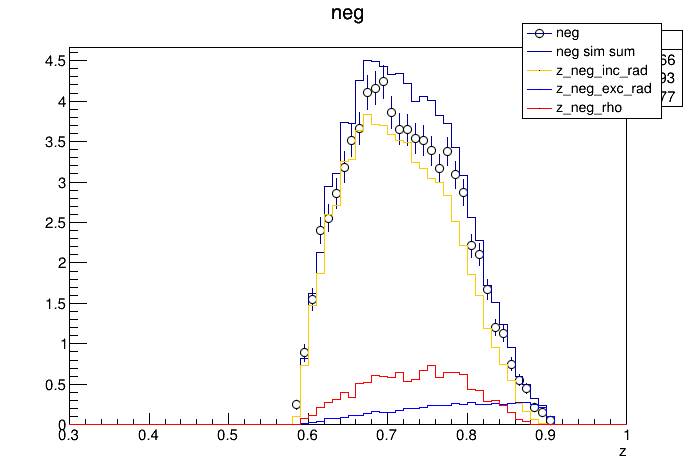 neg
neg
neg sim sum
z_neg_inc_rad
z_neg_exc_rad
z_neg_rho
66
93
77
4.5
4
3.5
3
2.5
2
1.5
1
0.5
0
0.3 0.4 0.5 0.6 0.7 0.8 0.9 1
z